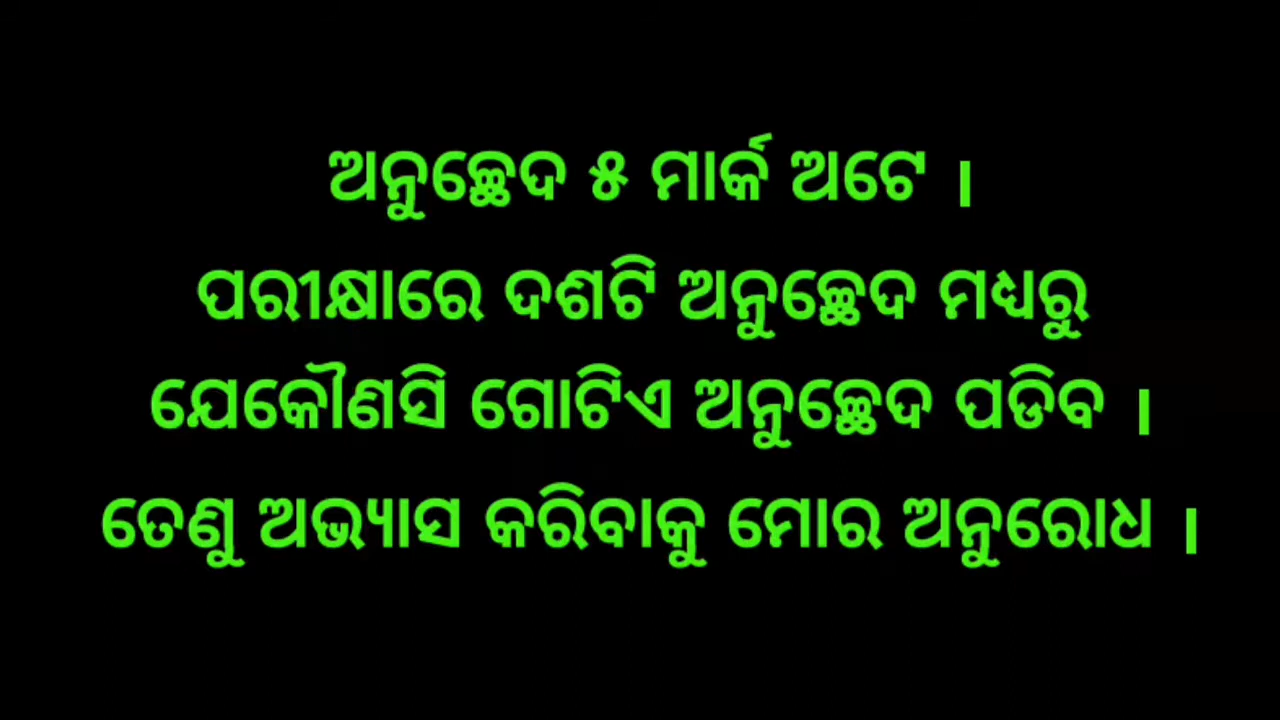 ଅନୁଚ୍ଛେଦ ୫ ମାର୍କ ଅଟେ ।
ପରୀକ୍ଷାରେ ଦଶଟି ଅନୁଚ୍ଛେଦ ମଧ୍ୟରୁ
ଯେକୌଣସି ଗୋଟିଏ ଅନୁଚ୍ଛେଦ ପଡିବ ।
ତେଣୁ ଅଭ୍ୟାସ କରିବାକୁ ମୋର ଅନୁରୋଧ ।